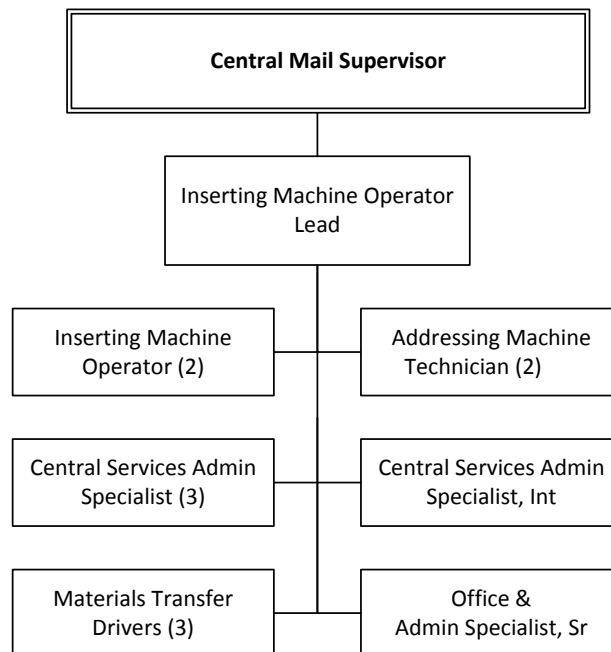 Central Mail Supervisor
Inserting Machine Operator
Lead
Inserting Machine
Operator (2)
Addressing Machine
Technician (2)
Central Services Admin
Specialist (3)
Central Services Admin
Specialist, Int
Materials Transfer
Drivers (3)
Office &
Admin Specialist, Sr